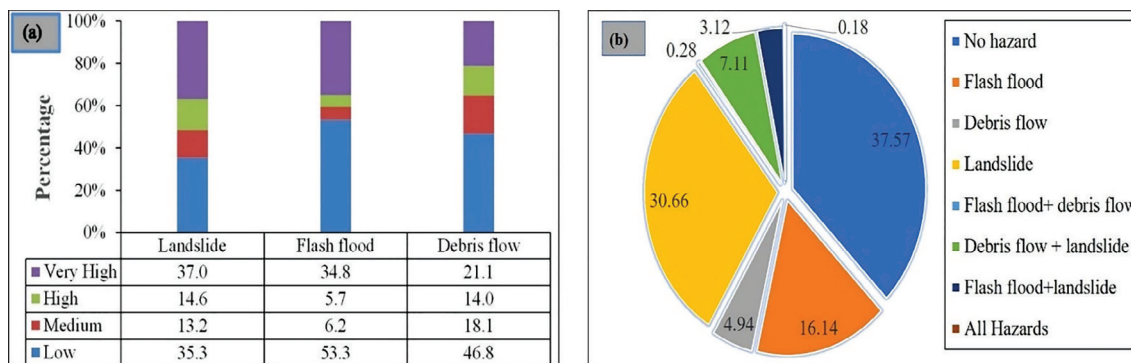 (a)
100%
80%
60%
40%
20%
0%
Percentage
Landslide Flash flood Debris flow
Very High 37.0 34.8 21.1
High 14.6 5.7 14.0
Medium 13.2 6.2 18.1
Low 35.3 53.3 46.8
(b)
3.12
0.18
0.28
7.11
37.57
30.66
4.94
16.14
No hazard
Flash flood
Debris flow
Landslide
Flash flood+ debris flow
Debris flow + landslide
Flash flood+landslide
All Hazards